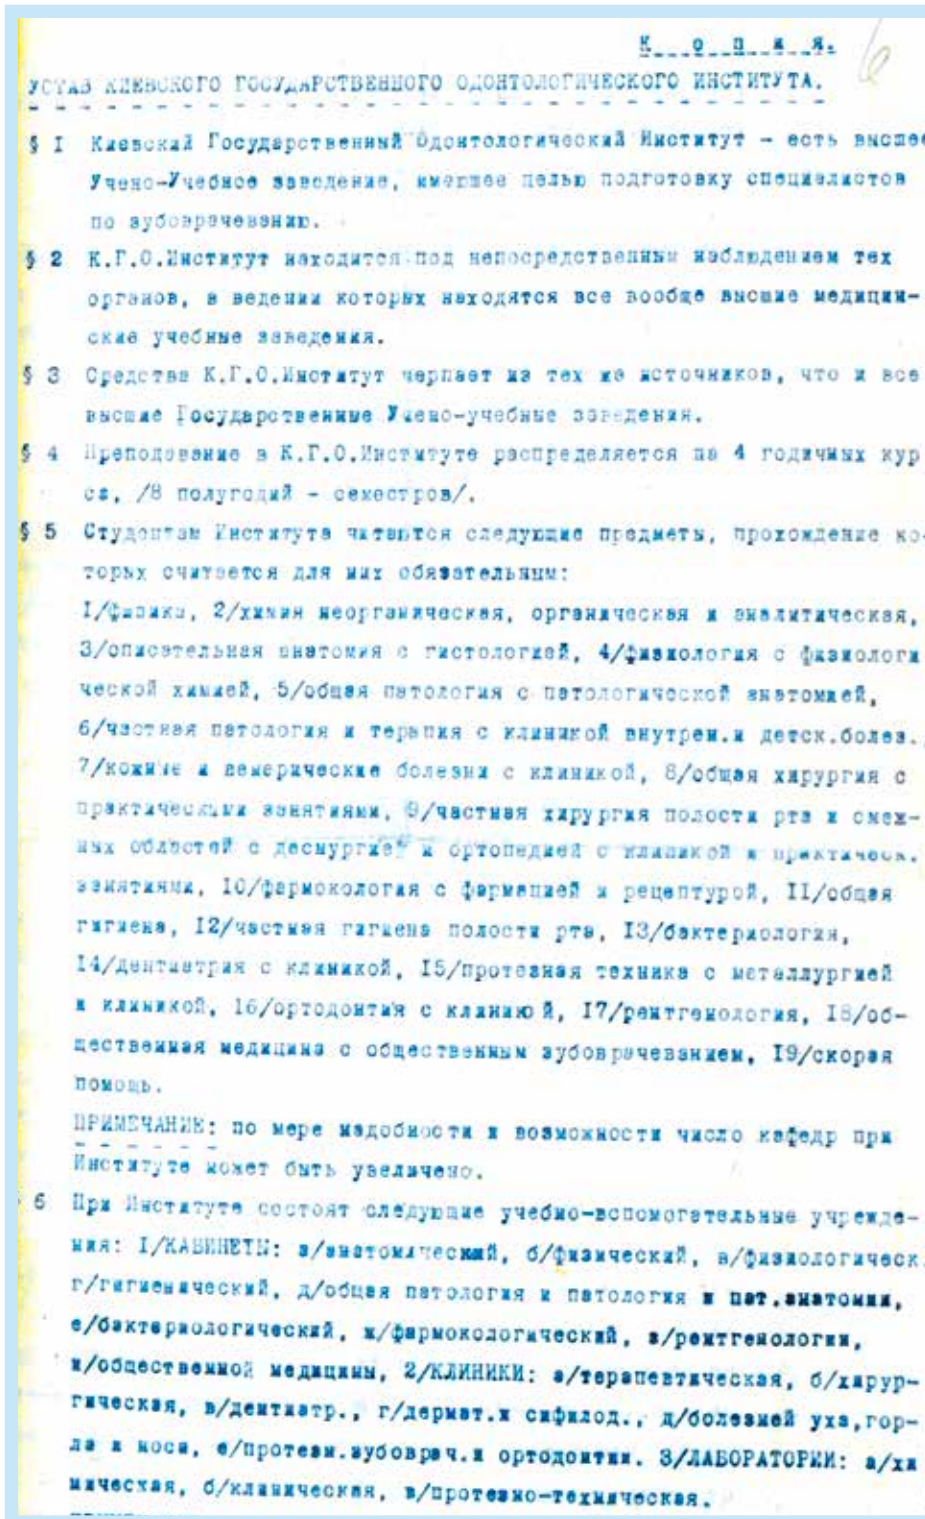 К о п и я.
6
УСТАВ КИЕВСКОГО ГОСУДАРСТВЕННОГО ОДОНТОЛОГИЧЕСКОГО ИНСТИТУТА.
§ I Киевский Государственный Одонтологический Институт - есть высшее
Учено-Учебное заведение, имеющее целью подготовку специалистов
по зубоврачеванию.
§ 2 К.Г.О.Институт находится под непосредственным наблюдением тех
органов, в ведении которых находятся все вообще высшие медицин-
ские учебные заведения.
§ 3 Средства К.Г.О.Институт черпает из тех же источников, что и все
высшие Государственные Учено-учебные заведения.
§ 4 Преподавание в К.Г.О.Институте распределяется на 4 годичных кур
са, /8 полугодий - семестров/.
§ 5 Студентам Института читаются следующие предметы, прохождение ко-
торых считается для них обязательным:
I/физика, 2/химия неорганическая, органическая и аналитическая,
3/описательная анатомия с гистологией, 4/физиология с физиологи
ческой химией, 5/общая патология с патологической анатомией,
6/частная патология и терапия с клиникой внутрен.и детск.болез.,
7/кожные и венерические болезни с клиникой, 8/общая хирургия с
практическими занятиями, 9/частная хирургия полости рта и смеж-
ных областей с десмургией и ортопедией с клиникой и практическ.
занятиями, IO/фармокология с фармацией и рецептурой, II/общая
гигиена, I2/частная гигиена полости рта, I3/бактериология,
I4/дентиатрия с клиникой, I5/протезная техника с металлургией
и клиникой, I6/ортодонтия с клиникой, I7/рентгенология, I8/об-
щественная медицина с общественным зубоврачеванием, I9/скорая
помощь.
ПРИМЕЧАНИЕ: по мере надобности и возможности число кафедр при
Институте может быть увеличено.
6 При Институте состоят следующие учебно-вспомогательные учрежде-
ния: I/КАБИНЕТЫ: а/анатомический, б/физический, в/физиологическ.
г/гигиенический, д/общая патология и патология и пат.анатомии,
е/бактериологический, ж/фармокологический, з/рентгенологии,
и/общественной медицины, 2/КЛИНИКИ: а/терапевтическая, б/хирур-
гическая, в/дентиатр., г/дермат.и сифилод., д/болезней уха,гор-
ла и носа, е/протезн.зубоврач.и ортодонтии. 3/ЛАБОРАТОРИИ: а/хи
мическая, б/клиническая, в/протезно-техническая.